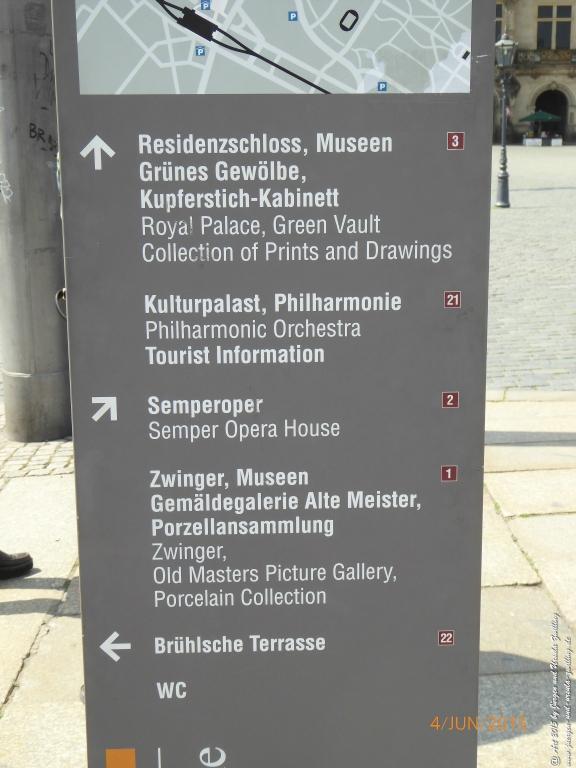 P
P
P
P
BR
Residenzschloss, Museen 3
Grünes Gewölbe,
Kupferstich-Kabinett
Royal Palace, Green Vault
Collection of Prints and Drawings
Kulturpalast, Philharmonie 21
Philharmonic Orchestra
Tourist Information
Semperoper 2
Semper Opera House
Zwinger, Museen 1
Gemäldegalerie Alte Meister,
Porzellansammlung
Zwinger,
Old Masters Picture Gallery,
Porcelain Collection
Brühlsche Terrasse 22
WC
e
4/JUN/2015